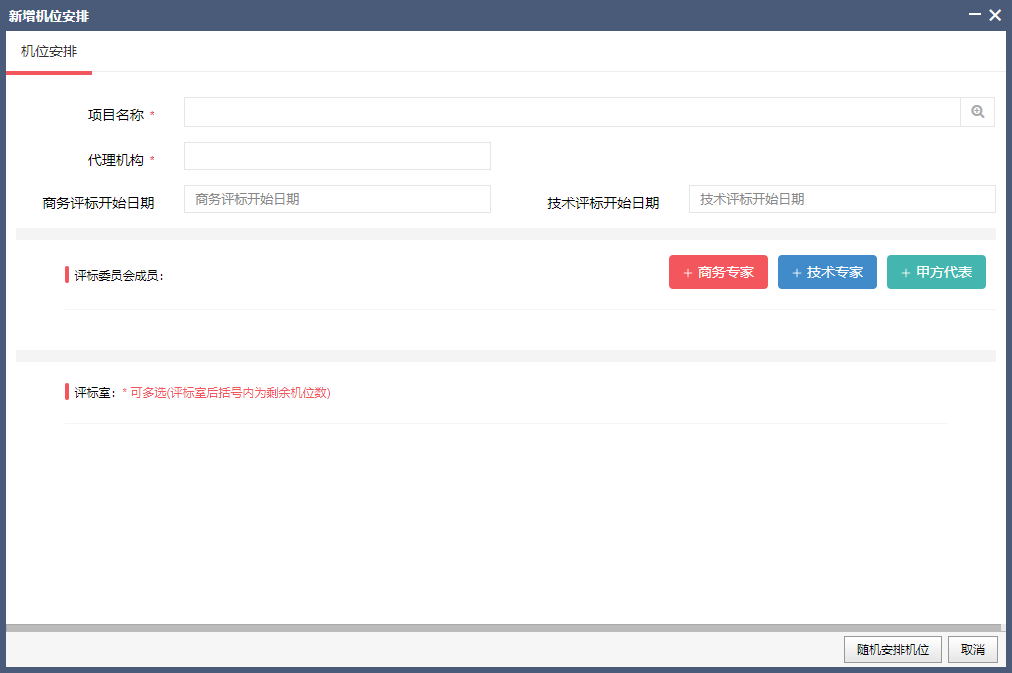 新增机位安排
机位安排
项目名称 *
代理机构 *
商务评标开始日期 商务评标开始日期 技术评标开始日期 技术评标开始日期
评标委员会成员: + 商务专家 + 技术专家 + 甲方代表
评标室: * 可多选(评标室后括号内为剩余机位数)
随机安排机位 取消